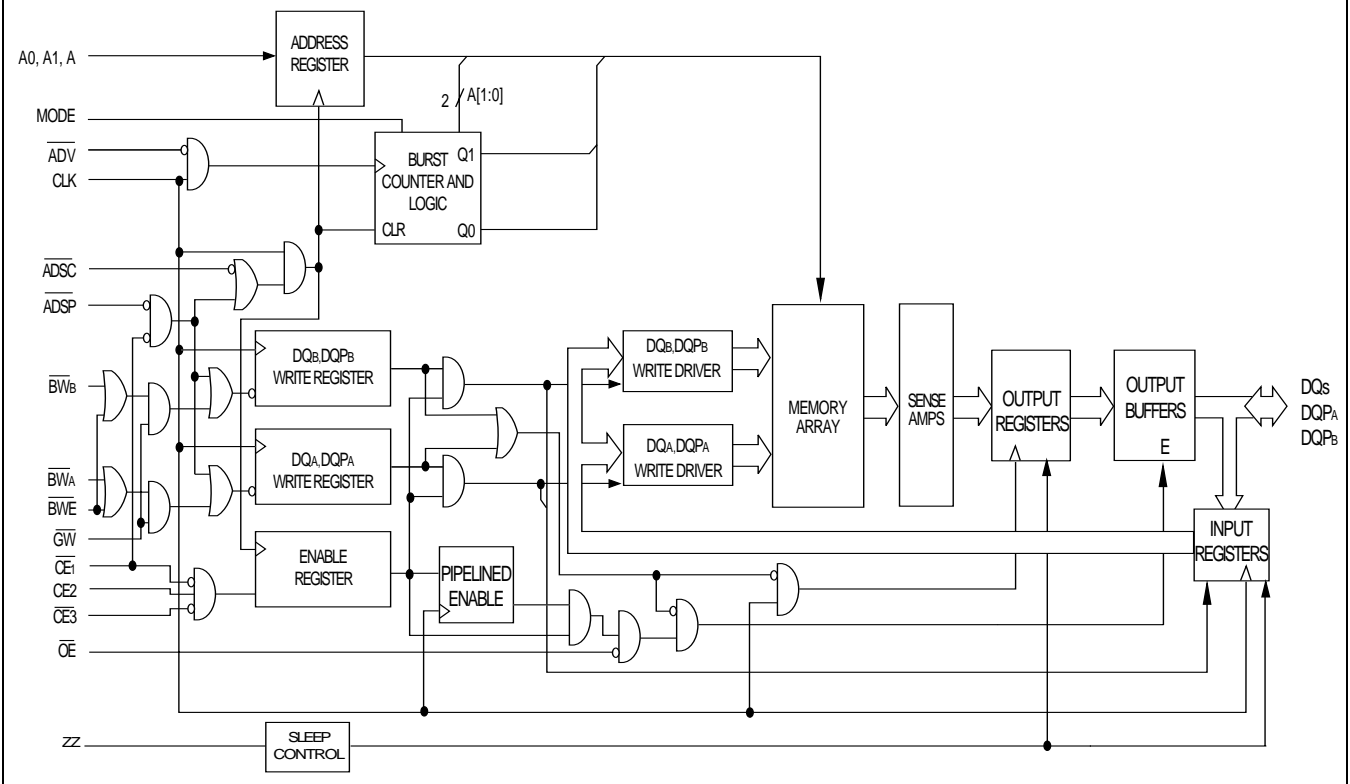 A0, A1, A
ADDRESS
REGISTER
MODE
2
A[1:0]
ADV
CLK
BURST
COUNTER AND
LOGIC
Q1
CLR
Q0
ADSC
ADSP
DQB,DQPB
WRITE REGISTER
DQB,DQPB
WRITE DRIVER
BWB
MEMORY
ARRAY
SENSE
AMPS
OUTPUT
REGISTERS
OUTPUT
BUFFERS
E
DQs
DQPA
DQPB
DQA,DQPA
WRITE REGISTER
DQA,DQPA
WRITE DRIVER
BWA
BWE
GW
CE1
CE2
CE3
ENABLE
REGISTER
PIPELINED
ENABLE
INPUT
REGISTERS
OE
ZZ
SLEEP
CONTROL